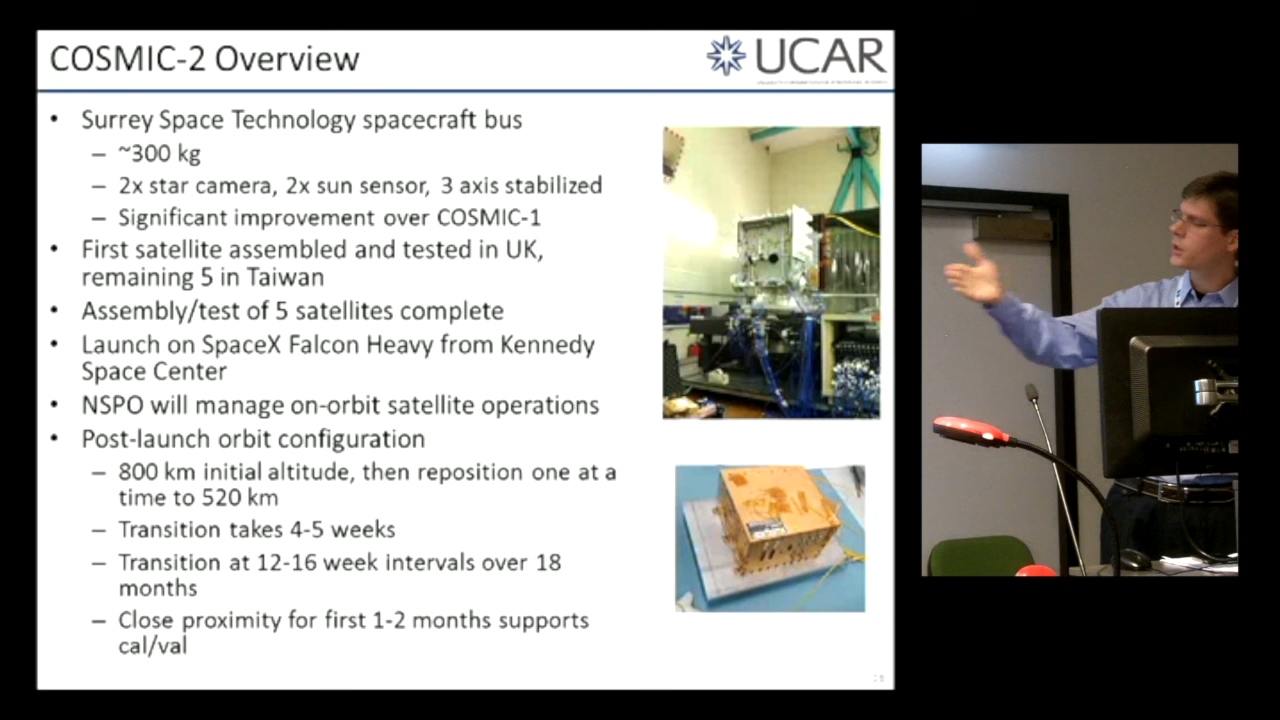 COSMIC-2 Overview
UCAR
• Surrey Space Technology spacecraft bus
– ~300 kg
– 2x star camera, 2x sun sensor, 3 axis stabilized
– Significant improvement over COSMIC-1
• First satellite assembled and tested in UK,
remaining 5 in Taiwan
• Assembly/test of 5 satellites complete
• Launch on SpaceX Falcon Heavy from Kennedy
Space Center
• NSPO will manage on-orbit satellite operations
• Post-launch orbit configuration
– 800 km initial altitude, then reposition one at a
time to 520 km
– Transition takes 4-5 weeks
– Transition at 12-16 week intervals over 18
months
– Close proximity for first 1-2 months supports
cal/val